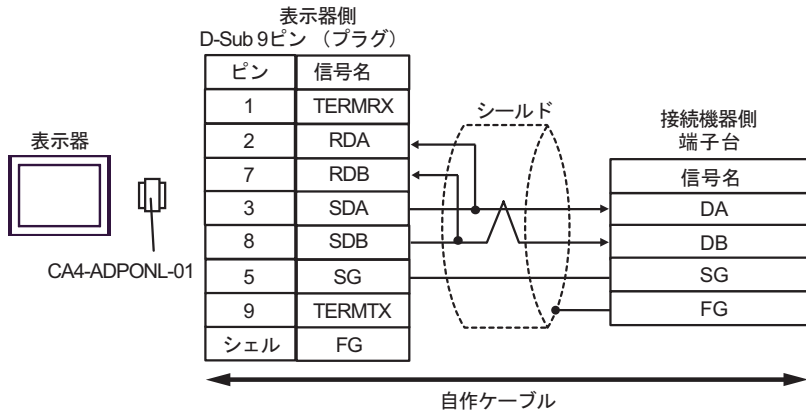 表示器側
D-Sub 9ピン （プラグ）
ピン 信号名
1 TERMRX
2 RDA
7 RDB
3 SDA
8 SDB
5 SG
9 TERMTX
シェル FG
表示器
CA4-ADPONL-01
シールド
接続機器側
端子台
信号名
DA
DB
SG
FG
自作ケーブル